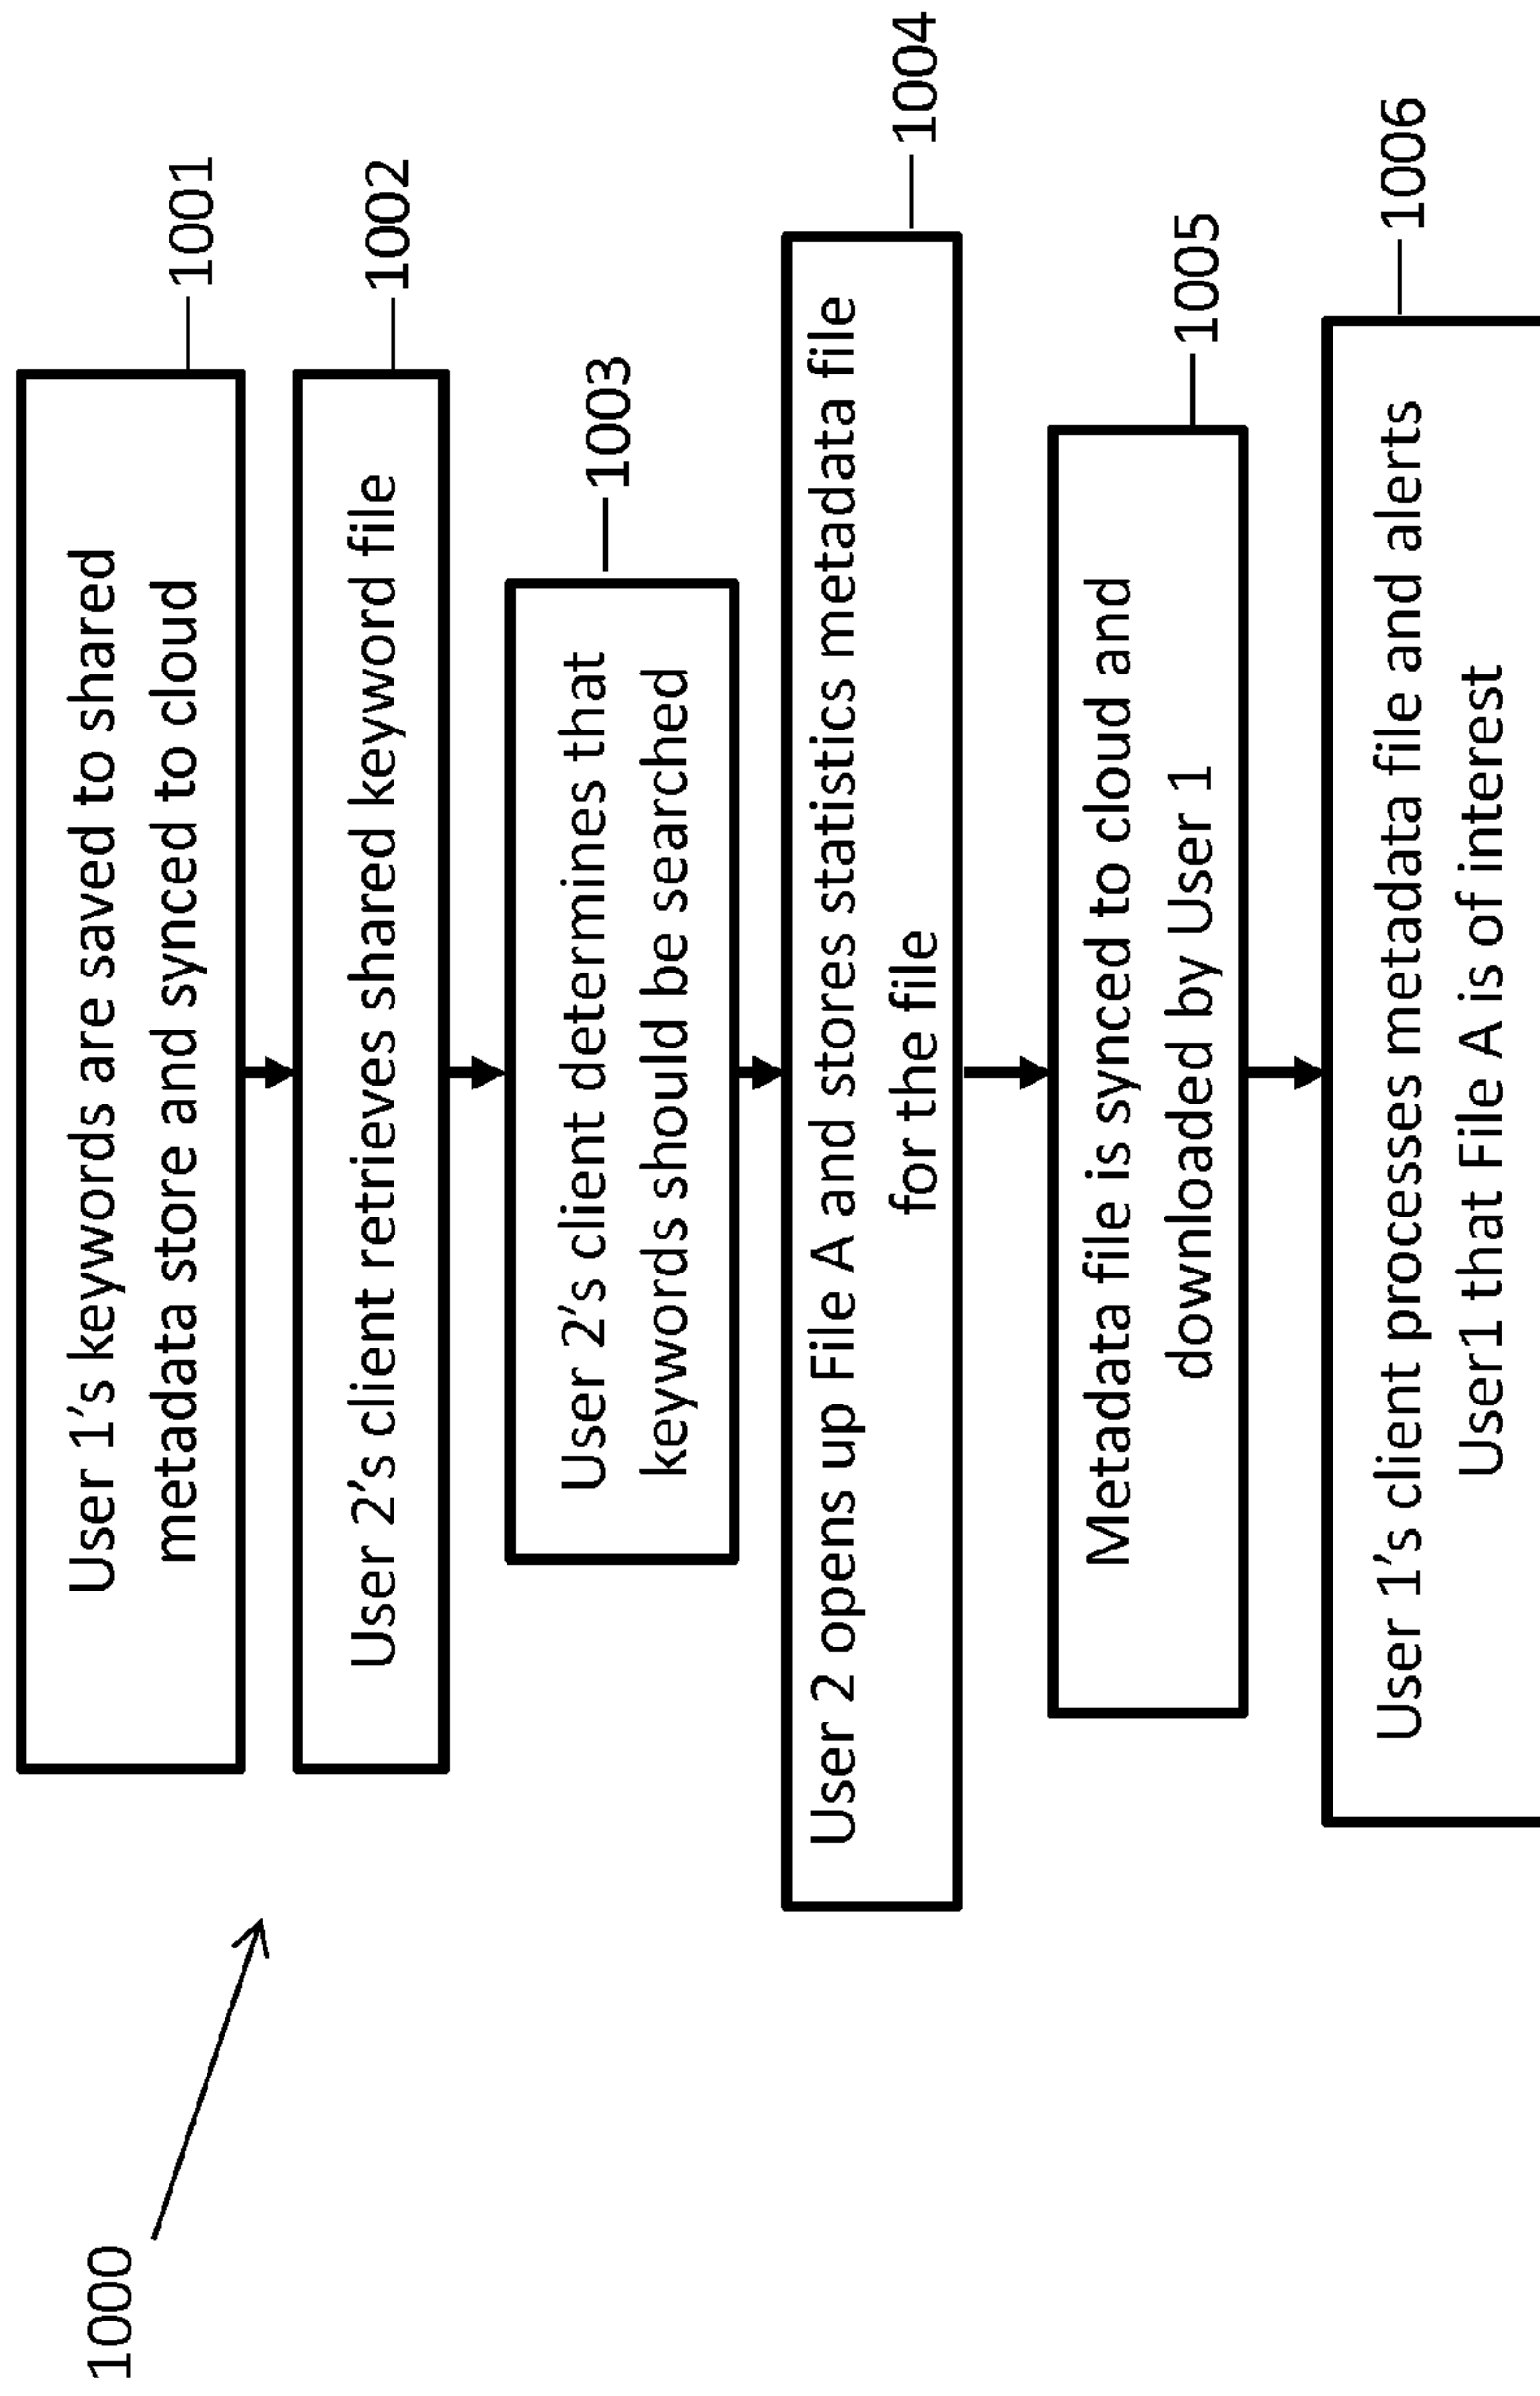 1000
User 1's keywords are saved to shared
metadata store and synced to cloud
1001
User 2's client retrieves shared keyword file
1002
User 2's client determines that
keywords should be searched
1003
User 2 opens up File A and stores statistics metadata file
for the file
1004
Metadata file is synced to cloud and
downloaded by User 1
1005
User 1's client processes metadata file and alerts
User1 that File A is of interest
1006